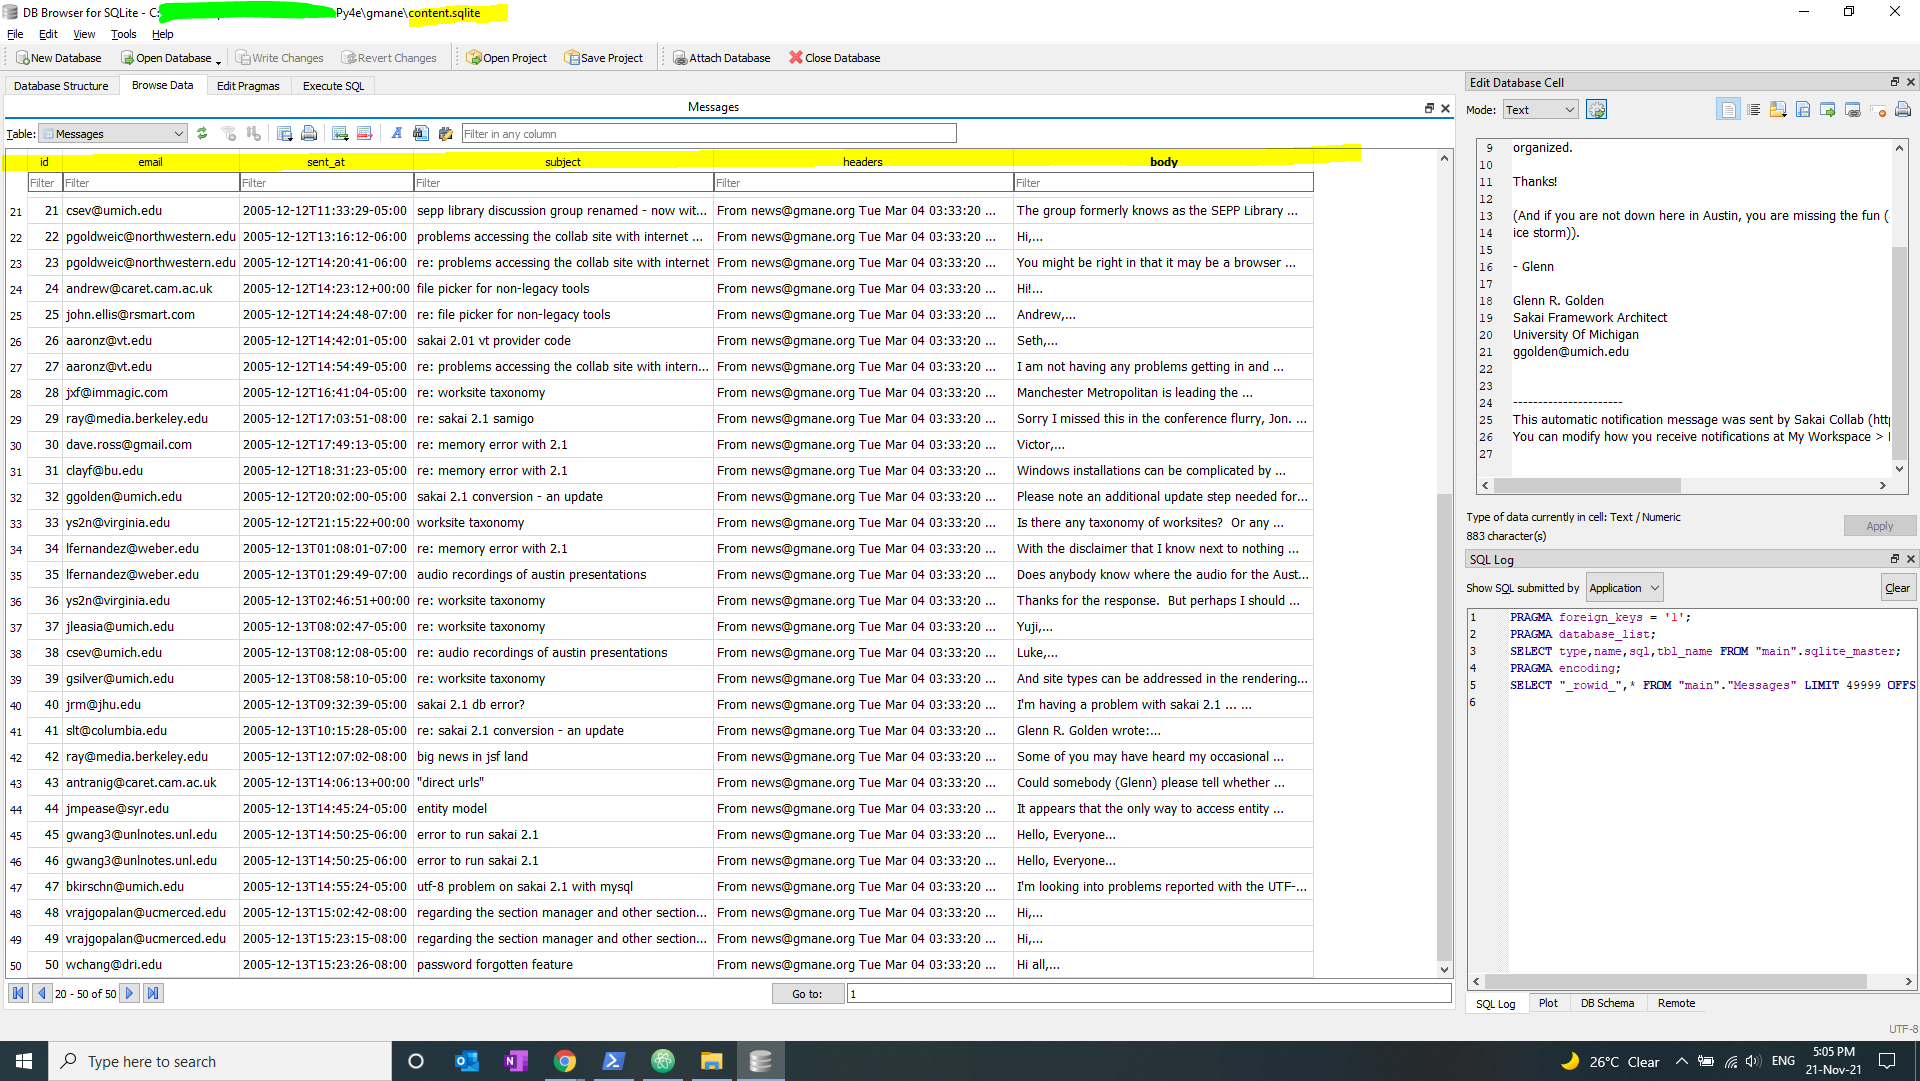 DB Browser for SQLite - C: Py4e\gmane\content.sqlite
File Edit View Tools Help
New Database Open Database Write Changes Revert Changes Open Project Save Project Attach Database Close Database
Database Structure Browse Data Edit Pragmas Execute SQL
Messages
Table: Messages Filter in any column
id email sent_at subject headers body
Filter Filter Filter Filter Filter Filter
21 21 csev@umich.edu 2005-12-12T11:33:29-05:00 sepp library discussion group renamed - now wit... From news@gmane.org Tue Mar 04 03:33:20 ... The group formerly knows as the SEPP Library ...
22 22 pgoldweic@northwestern.edu 2005-12-12T13:16:12-06:00 problems accessing the collab site with internet ... From news@gmane.org Tue Mar 04 03:33:20 ... Hi,...
23 23 pgoldweic@northwestern.edu 2005-12-12T14:20:41-06:00 re: problems accessing the collab site with internet From news@gmane.org Tue Mar 04 03:33:20 ... You might be right in that it may be a browser ...
24 24 andrew@caret.cam.ac.uk 2005-12-12T14:23:12+00:00 file picker for non-legacy tools From news@gmane.org Tue Mar 04 03:33:20 ... Hi!...
25 25 john.ellis@rsmart.com 2005-12-12T14:24:48-07:00 re: file picker for non-legacy tools From news@gmane.org Tue Mar 04 03:33:20 ... Andrew,...
26 26 aaronz@vt.edu 2005-12-12T14:42:01-05:00 sakai 2.01 vt provider code From news@gmane.org Tue Mar 04 03:33:20 ... Seth,...
27 27 aaronz@vt.edu 2005-12-12T14:54:49-05:00 re: problems accessing the collab site with intern... From news@gmane.org Tue Mar 04 03:33:20 ... I am not having any problems getting in and ...
28 28 jxf@immagic.com 2005-12-12T16:41:04-05:00 re: worksite taxonomy From news@gmane.org Tue Mar 04 03:33:20 ... Manchester Metropolitan is leading the ...
29 29 ray@media.berkeley.edu 2005-12-12T17:03:51-08:00 re: sakai 2.1 samigo From news@gmane.org Tue Mar 04 03:33:20 ... Sorry I missed this in the conference flurry, Jon. ...
30 30 dave.ross@gmail.com 2005-12-12T17:49:13-05:00 re: memory error with 2.1 From news@gmane.org Tue Mar 04 03:33:20 ... Victor,...
31 31 clayf@bu.edu 2005-12-12T18:31:23-05:00 re: memory error with 2.1 From news@gmane.org Tue Mar 04 03:33:20 ... Windows installations can be complicated by ...
32 32 ggolden@umich.edu 2005-12-12T20:02:00-05:00 sakai 2.1 conversion - an update From news@gmane.org Tue Mar 04 03:33:20 ... Please note an additional update step needed for...
33 33 ys2n@virginia.edu 2005-12-12T21:15:22+00:00 worksite taxonomy From news@gmane.org Tue Mar 04 03:33:20 ... Is there any taxonomy of worksites? Or any ...
34 34 lfernandez@weber.edu 2005-12-13T01:08:01-07:00 re: memory error with 2.1 From news@gmane.org Tue Mar 04 03:33:20 ... With the disclaimer that I know next to nothing ...
35 35 lfernandez@weber.edu 2005-12-13T01:29:49-07:00 audio recordings of austin presentations From news@gmane.org Tue Mar 04 03:33:20 ... Does anybody know where the audio for the Aust...
36 36 ys2n@virginia.edu 2005-12-13T02:46:51+00:00 re: worksite taxonomy From news@gmane.org Tue Mar 04 03:33:20 ... Thanks for the response. But perhaps I should ...
37 37 jleasia@umich.edu 2005-12-13T08:02:47-05:00 re: worksite taxonomy From news@gmane.org Tue Mar 04 03:33:20 ... Yuji,...
38 38 csev@umich.edu 2005-12-13T08:12:08-05:00 re: audio recordings of austin presentations From news@gmane.org Tue Mar 04 03:33:20 ... Luke,...
39 39 gsilver@umich.edu 2005-12-13T08:58:10-05:00 re: worksite taxonomy From news@gmane.org Tue Mar 04 03:33:20 ... And site types can be addressed in the rendering...
40 40 jrm@jhu.edu 2005-12-13T09:32:39-05:00 sakai 2.1 db error? From news@gmane.org Tue Mar 04 03:33:20 ... I'm having a problem with sakai 2.1 ... ...
41 41 slt@columbia.edu 2005-12-13T10:15:28-05:00 re: sakai 2.1 conversion - an update From news@gmane.org Tue Mar 04 03:33:20 ... Glenn R. Golden wrote:...
42 42 ray@media.berkeley.edu 2005-12-13T12:07:02-08:00 big news in jsf land From news@gmane.org Tue Mar 04 03:33:20 ... Some of you may have heard my occasional ...
43 43 antranig@caret.cam.ac.uk 2005-12-13T14:06:13+00:00 "direct urls" From news@gmane.org Tue Mar 04 03:33:20 ... Could somebody (Glenn) please tell whether ...
44 44 jmpease@syr.edu 2005-12-13T14:45:24-05:00 entity model From news@gmane.org Tue Mar 04 03:33:20 ... It appears that the only way to access entity ...
45 45 gwang3@unlnotes.unl.edu 2005-12-13T14:50:25-06:00 error to run sakai 2.1 From news@gmane.org Tue Mar 04 03:33:20 ... Hello, Everyone...
46 46 gwang3@unlnotes.unl.edu 2005-12-13T14:50:25-06:00 error to run sakai 2.1 From news@gmane.org Tue Mar 04 03:33:20 ... Hello, Everyone...
47 47 bkirschn@umich.edu 2005-12-13T14:55:24-05:00 utf-8 problem on sakai 2.1 with mysql From news@gmane.org Tue Mar 04 03:33:20 ... I'm looking into problems reported with the UTF-...
48 48 vrajgopalan@ucmerced.edu 2005-12-13T15:02:42-08:00 regarding the section manager and other section... From news@gmane.org Tue Mar 04 03:33:20 ... Hi,...
49 49 vrajgopalan@ucmerced.edu 2005-12-13T15:23:15-08:00 regarding the section manager and other section... From news@gmane.org Tue Mar 04 03:33:20 ... Hi,...
50 50 wchang@dri.edu 2005-12-13T15:23:26-08:00 password forgotten feature From news@gmane.org Tue Mar 04 03:33:20 ... Hi all,...
20 - 50 of 50 Go to: 1
Edit Database Cell
Mode: Text
9 organized.
10
11 Thanks!
12
13 (And if you are not down here in Austin, you are missing the fun (
14 ice storm)).
15
16 - Glenn
17
18 Glenn R. Golden
19 Sakai Framework Architect
20 University Of Michigan
21 ggolden@umich.edu
22
23
24 ----------------------
25 This automatic notification message was sent by Sakai Collab (htt
26 You can modify how you receive notifications at My Workspace >
27
Type of data currently in cell: Text / Numeric
883 character(s)
Apply
SQL Log
Show SQL submitted by Application Clear
1 PRAGMA foreign_keys = '1';
2 PRAGMA database_list;
3 SELECT type,name,sql,tbl_name FROM "main".sqlite_master;
4 PRAGMA encoding;
5 SELECT "_rowid_",* FROM "main"."Messages" LIMIT 49999 OFFS
6
SQL Log Plot DB Schema Remote
UTF-8
Type here to search
26°C Clear ENG 5:05 PM
21-Nov-21